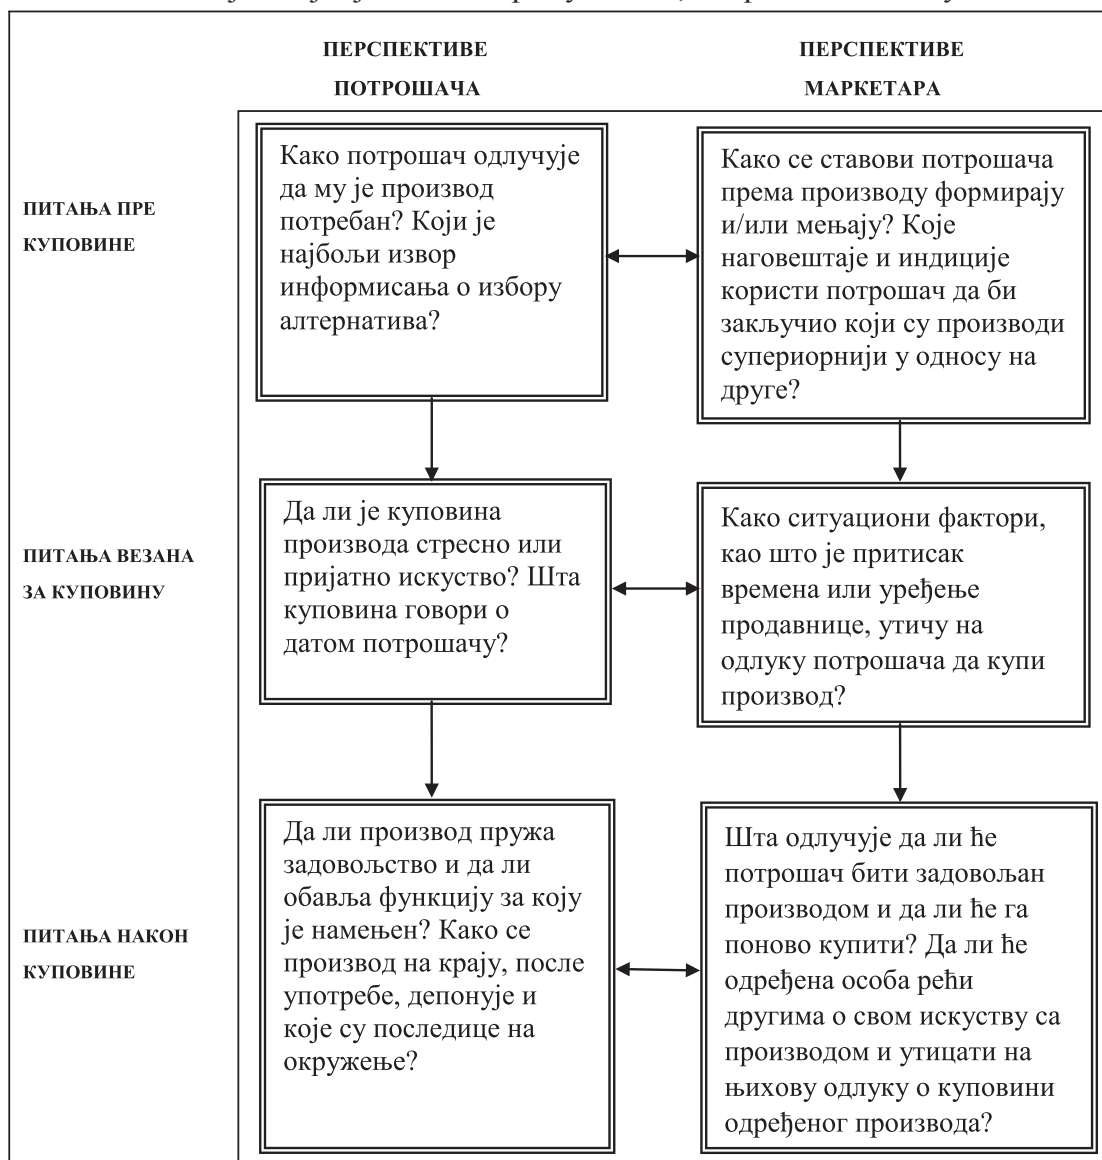 ПЕРСПЕКТИВЕ
ПОТРОШАЧА
ПЕРСПЕКТИВЕ
МАРКЕТАРА
ПИТАЊА ПРЕ
КУПОВИНЕ
Како потрошач одлучује
да му је производ
потребан? Који је
најбољи извор
информисања о избору
алтернатива?
Како се ставови потрошача
према производу формирају
и/или мењају? Које
наговештаје и индиције
користи потрошач да би
закључио који су производи
супериорнији у односу на
друге?
ПИТАЊА ВЕЗАНА
ЗА КУПОВИНУ
Да ли је куповина
производа стресно или
пријатно искуство? Шта
куповина говори о
датом потрошачу?
Како ситуациони фактори,
као што је притисак
времена или уређење
продавнице, утичу на
одлуку потрошача да купи
производ?
ПИТАЊА НАКОН
КУПОВИНЕ
Да ли производ пружа
задовољство и да ли
обавља функцију за коју
је намењен? Како се
производ на крају, после
употребе, депонује и
које су последице на
окружење?
Шта одлучује да ли ће
потрошач бити задовољан
производом и да ли ће га
поново купити? Да ли ће
одређена особа рећи
другима о свом искуству са
производом и утицати на
њихову одлуку о куповини
одређеног производа?